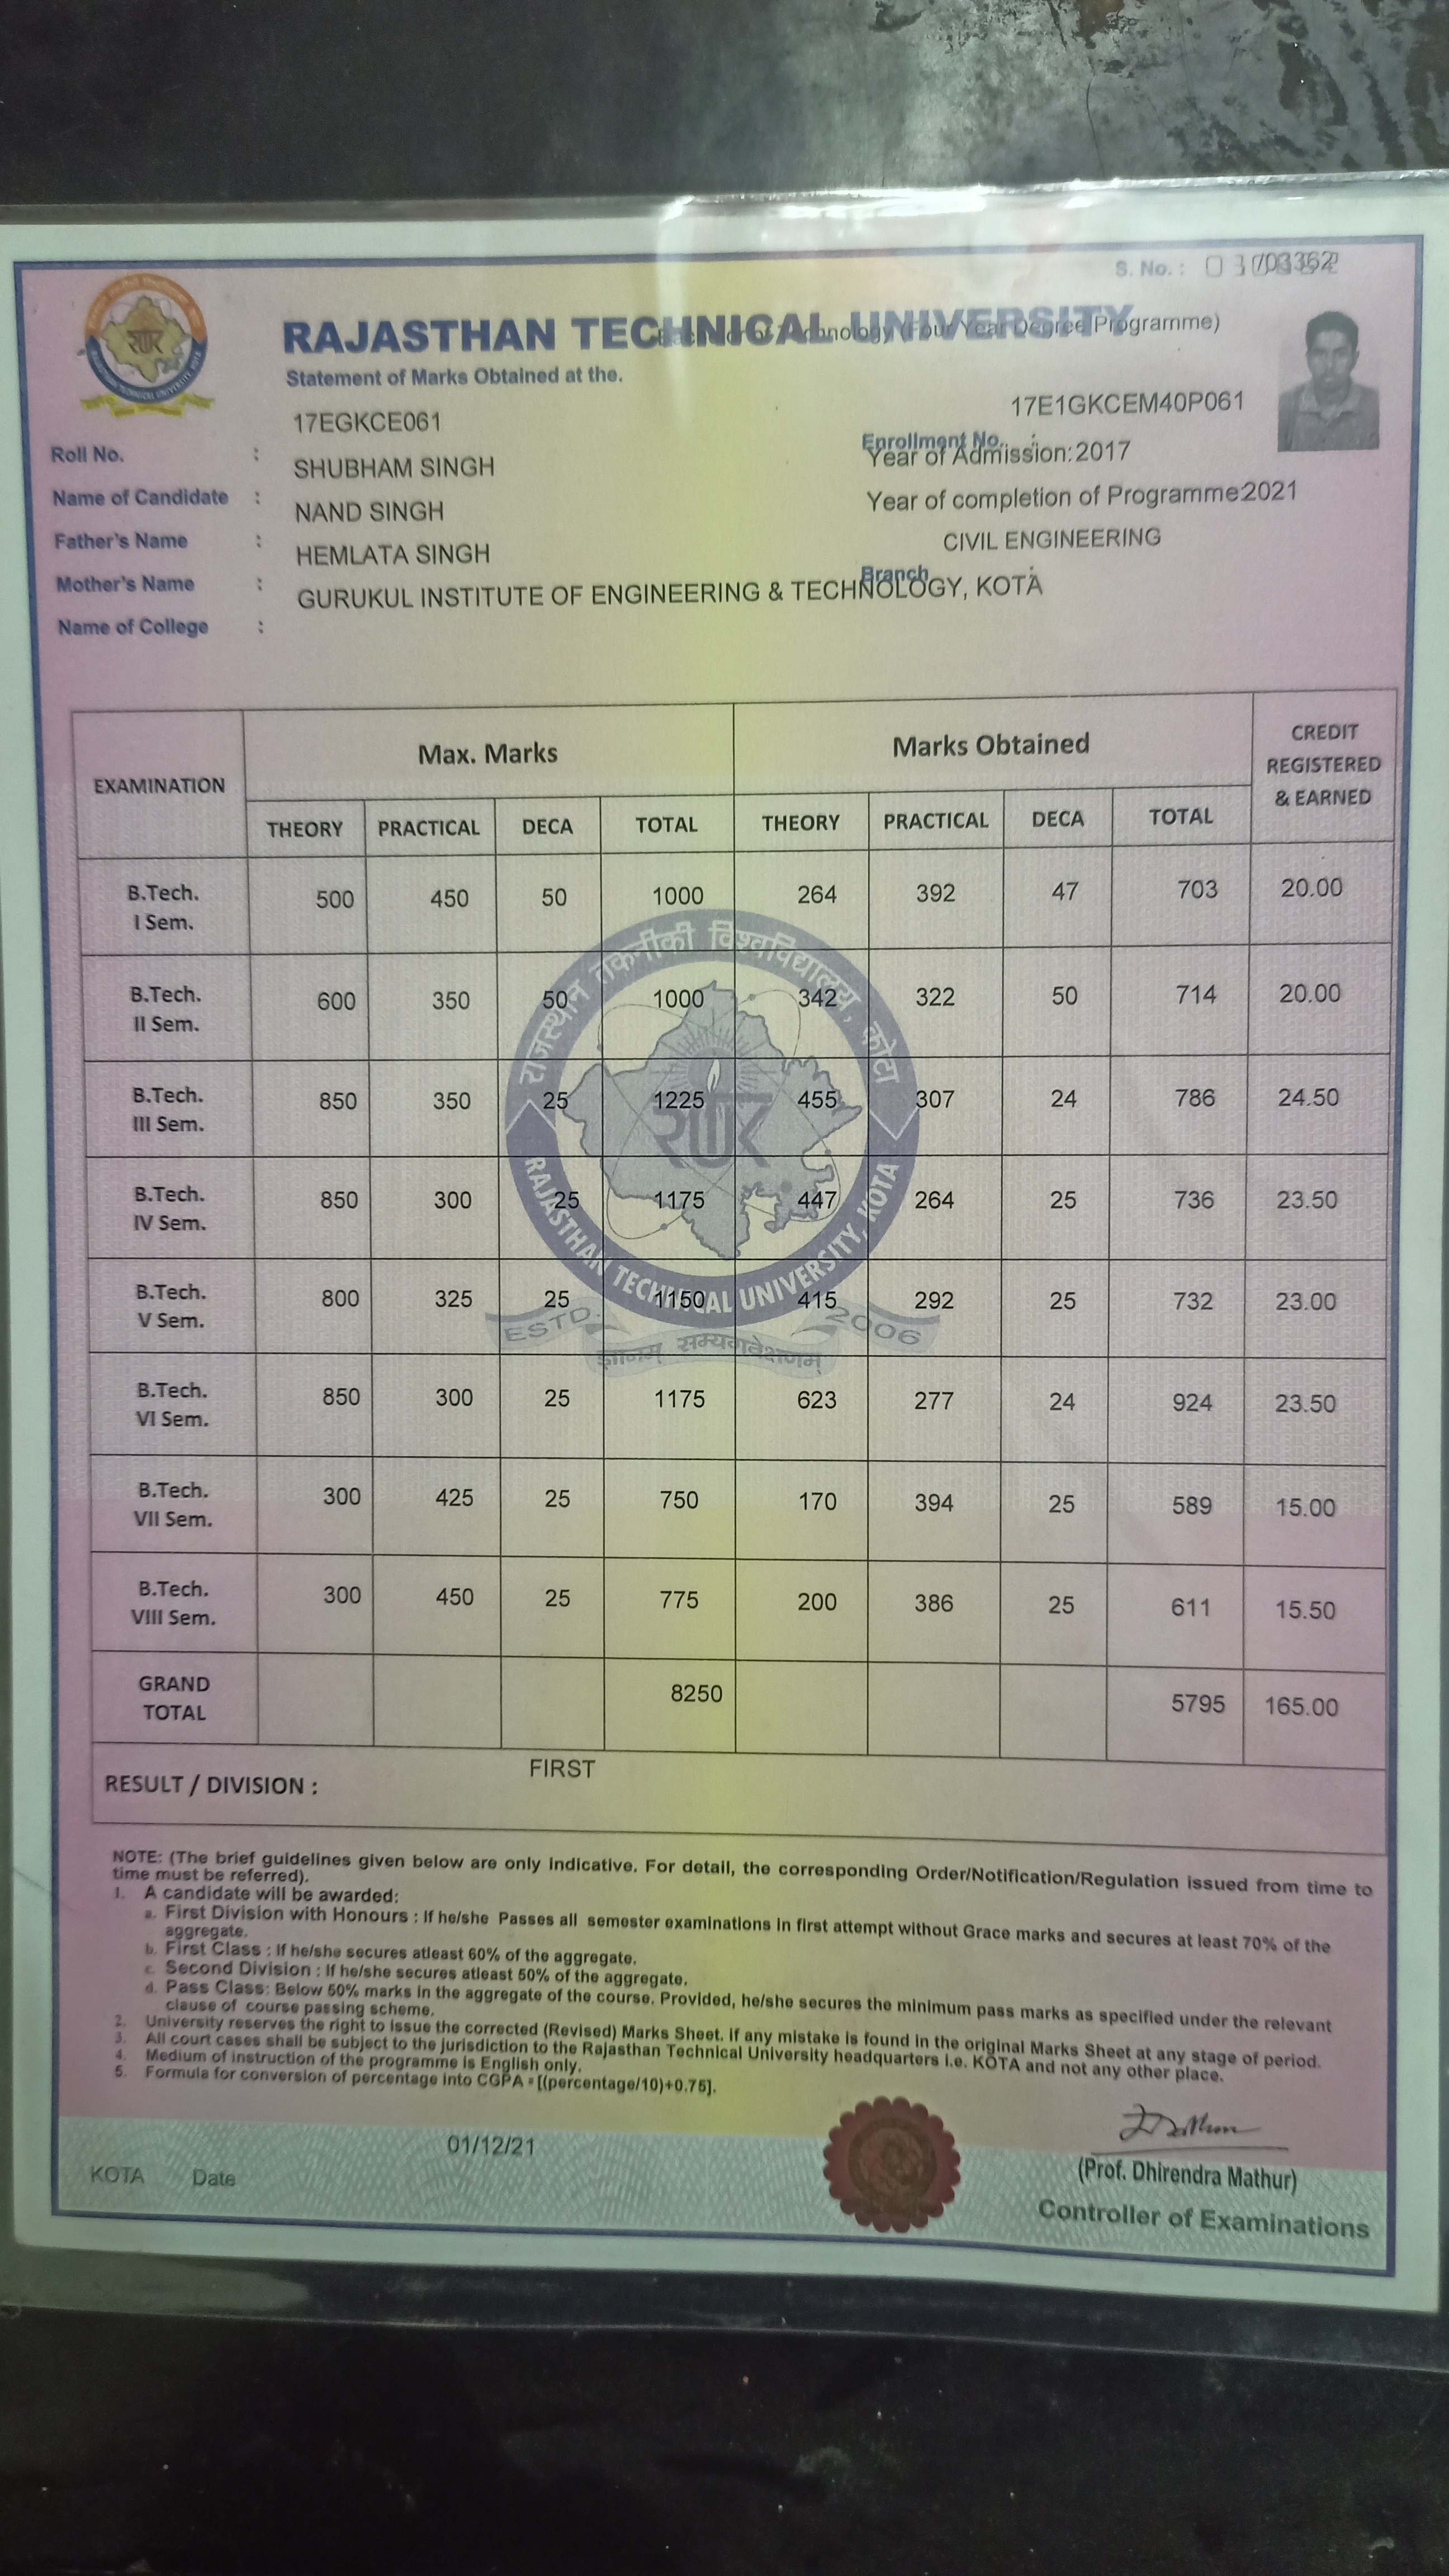 S. No. :
RAJASTHAN TECHNICAL UNIVERSITY
Technology (Four Year Degree Programme)
Statement of Marks Obtained at the.
17EGKCE061
17E1GKCEM40P061
Roll No. :
Enrollment No. :
SHUBHAM SINGH
Year of Admission:2017
Name of Candidate :
NAND SINGH
Year of completion of Programme:2021
Father's Name :
HEMLATA SINGH
CIVIL ENGINEERING
Mother's Name :
Branch :
GURUKUL INSTITUTE OF ENGINEERING & TECHNOLOGY, KOTA
Name of College :
EXAMINATION Max. Marks Marks Obtained CREDIT REGISTERED & EARNED
THEORY PRACTICAL DECA TOTAL THEORY PRACTICAL DECA TOTAL
B.Tech. I Sem. 500 450 50 1000 264 392 47 703 20.00
B.Tech. II Sem. 600 350 50 1000 342 322 50 714 20.00
B.Tech. III Sem. 850 350 25 1225 455 307 24 786 24.50
B.Tech. IV Sem. 850 300 25 1175 447 264 25 736 23.50
B.Tech. V Sem. 800 325 25 1150 415 292 25 732 23.00
B.Tech. VI Sem. 850 300 25 1175 623 277 24 924 23.50
B.Tech. VII Sem. 300 425 25 750 170 394 25 589 15.00
B.Tech. VIII Sem. 300 450 25 775 200 386 25 611 15.50
GRAND TOTAL 8250 5795 165.00
राजस्थान तकनीकी विश्वविद्यालय, कोटा
RAJASTHAN TECHNICAL UNIVERSITY, KOTA
ESTD. 2006
FIRST
RESULT / DIVISION :
NOTE: (The brief guidelines given below are only indicative. For detail, the corresponding Order/Notification/Regulation issued from time to
time must be referred).
1. A candidate will be awarded:
a. First Division with Honours : If he/she Passes all semester examinations in first attempt without Grace marks and secures at least 70% of the
aggregate.
b. First Class : If he/she secures atleast 60% of the aggregate.
c. Second Division : If he/she secures atleast 50% of the aggregate.
d. Pass Class: Below 50% marks in the aggregate of the course. Provided, he/she secures the minimum pass marks as specified under the relevant
clause of course passing scheme.
2. University reserves the right to issue the corrected (Revised) Marks Sheet. if any mistake is found in the original Marks Sheet at any stage of period.
3. All court cases shall be subject to the jurisdiction to the Rajasthan Technical University headquarters i.e. KOTA and not any other place.
4. Medium of instruction of the programme is English only.
5. Formula for conversion of percentage into CGPA = [(percentage/10)+0.75].
01/12/21
KOTA Date
(Prof. Dhirendra Mathur)
Controller of Examinations